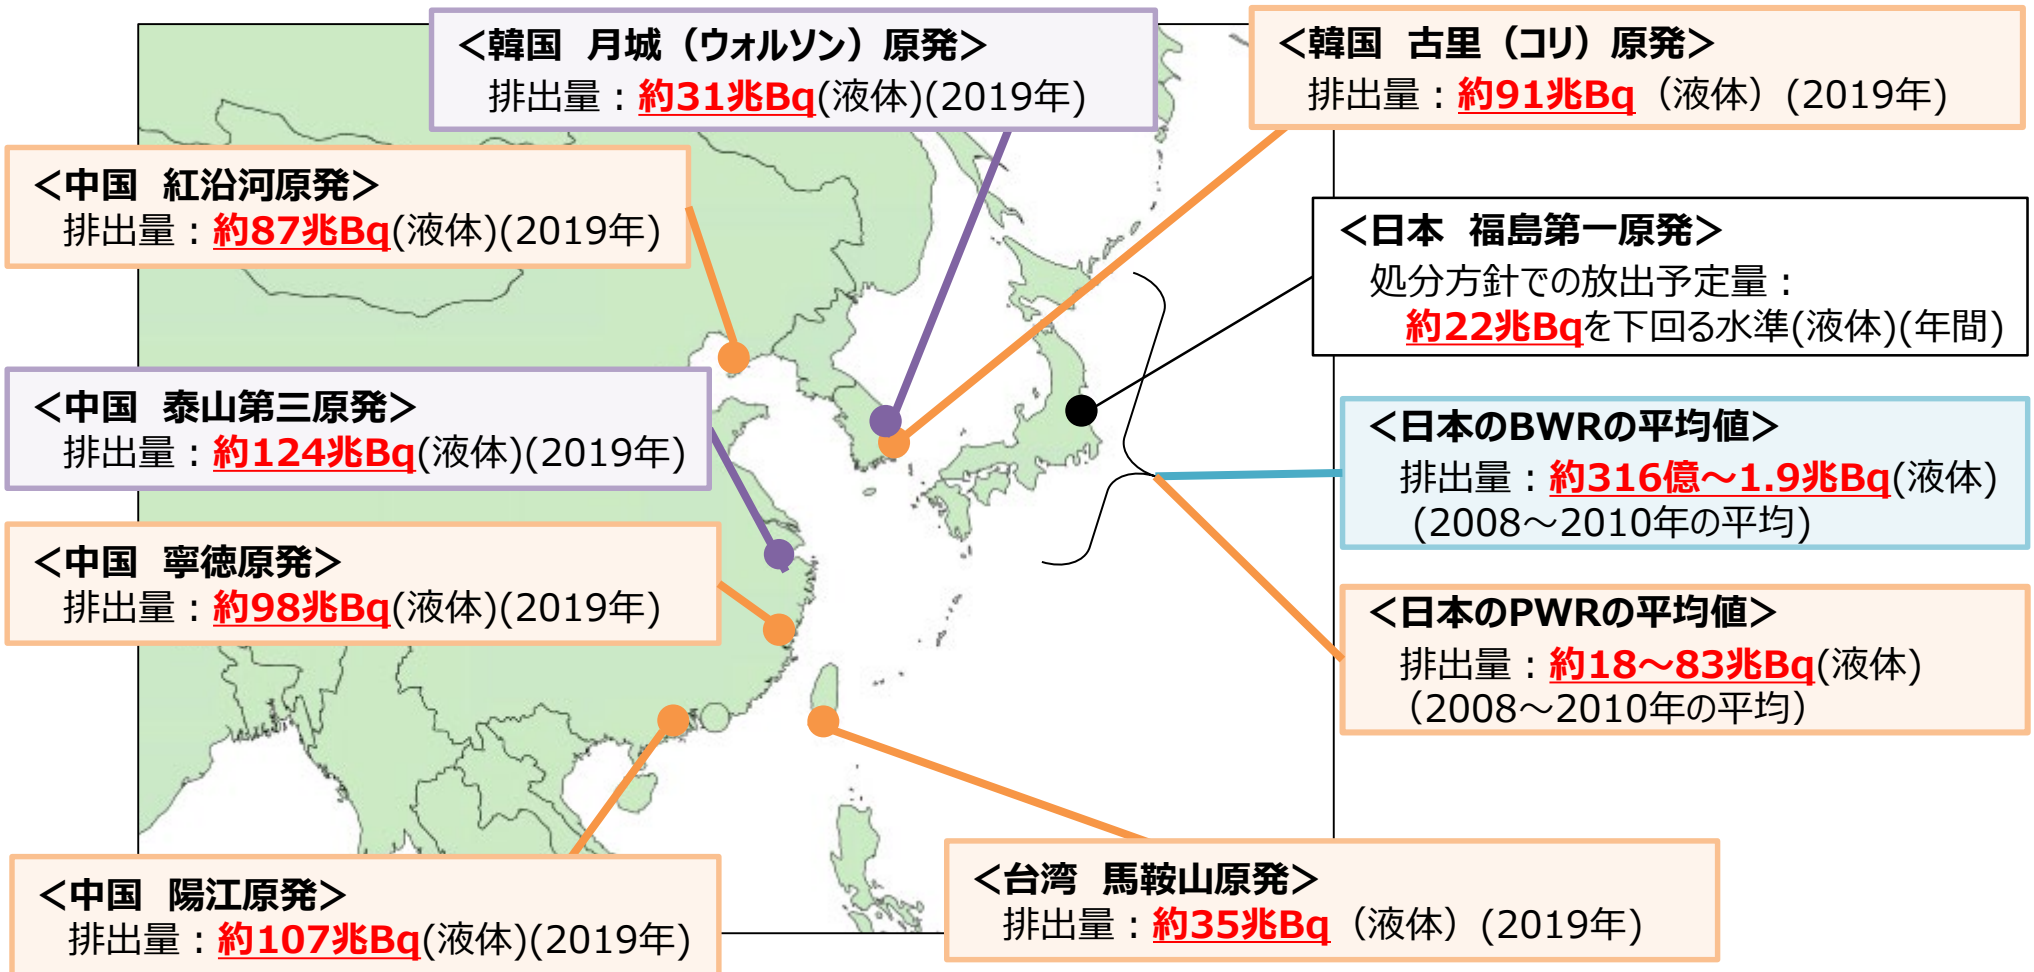 <韓国 月城（ウォルソン）原発>
排出量：約31兆Bq(液体)(2019年)
<韓国 古里（コリ）原発>
排出量：約91兆Bq（液体）(2019年)
<中国 紅沿河原発>
排出量：約87兆Bq(液体)(2019年)
<日本 福島第一原発>
処分方針での放出予定量：
約22兆Bqを下回る水準(液体)(年間)
<中国 泰山第三原発>
排出量：約124兆Bq(液体)(2019年)
<日本のBWRの平均値>
排出量：約316億～1.9兆Bq(液体)
(2008～2010年の平均)
<中国 寧徳原発>
排出量：約98兆Bq(液体)(2019年)
<日本のPWRの平均値>
排出量：約18～83兆Bq(液体)
（2008～2010年の平均）
<中国 陽江原発>
排出量：約107兆Bq(液体)(2019年)
<台湾 馬鞍山原発>
排出量：約35兆Bq（液体）(2019年)